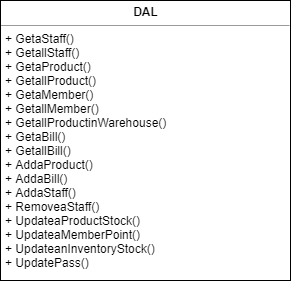 DAL
+ GetaStaff()
+ GetallStaff()
+ GetaProduct()
+ GetallProduct()
+ GetaMember()
+ GetallMember()
+ GetallProductinWarehouse()
+ GetaBill()
+ GetallBill()
+ AddaProduct()
+ AddaBill()
+ AddaStaff()
+ RemoveaStaff()
+ UpdateaProductStock()
+ UpdateaMemberPoint()
+ UpdateanInventoryStock()
+ UpdatePass()